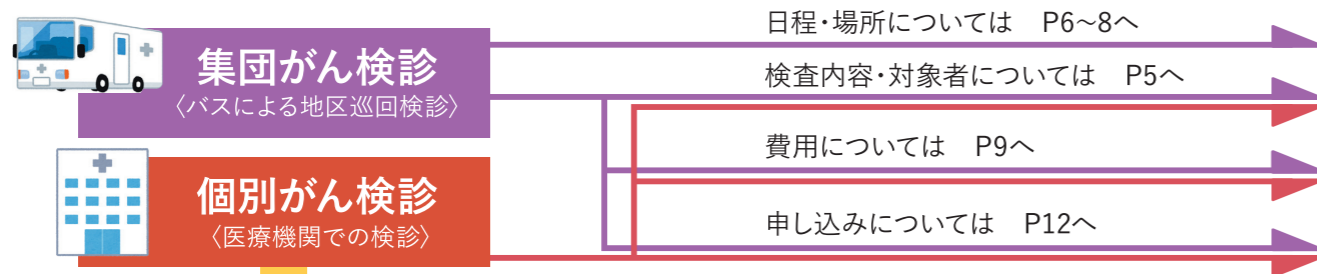 集団がん検診
〈バスによる地区巡回検診〉
日程・場所については　P6~8へ
検査内容・対象者については　P5へ
費用については　P9へ
個別がん検診
〈医療機関での検診〉
申し込みについては　P12へ